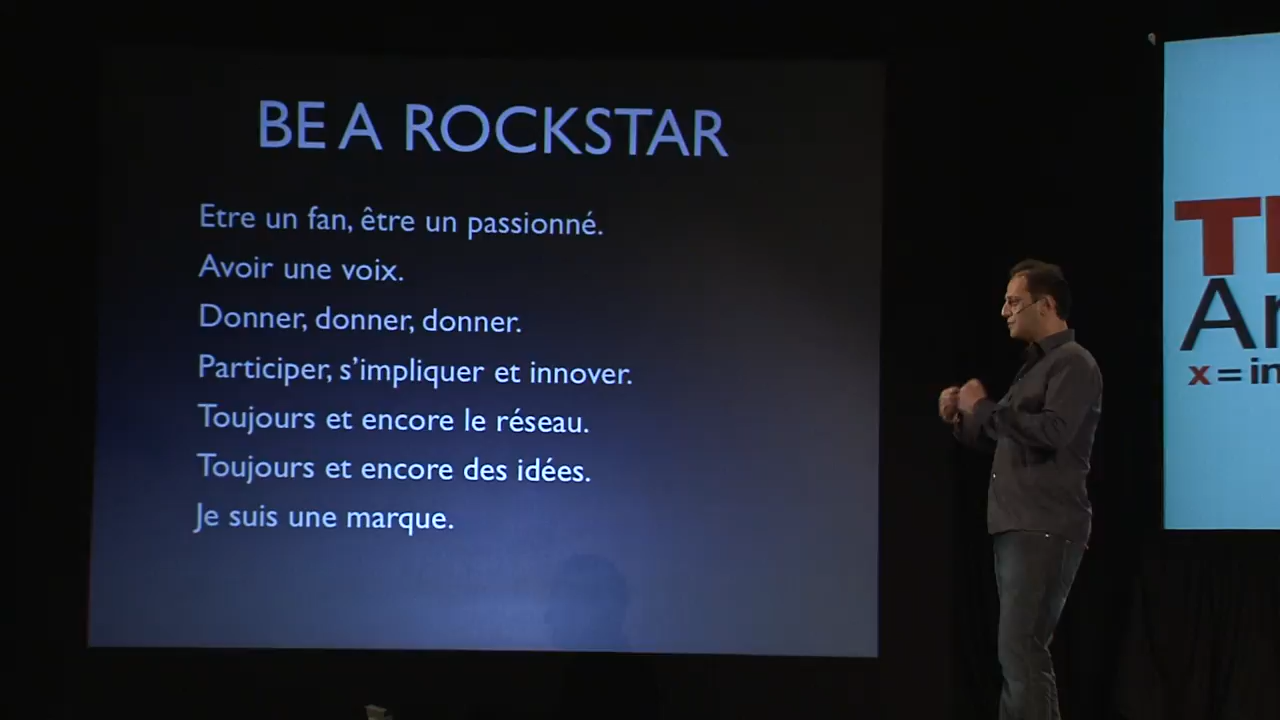 BE A ROCKSTAR
Etre un fan, être un passionné.
Avoir une voix.
Donner, donner, donner.
Participer, s'impliquer et innover.
Toujours et encore le réseau.
Toujours et encore des idées.
Je suis une marque.
x = in